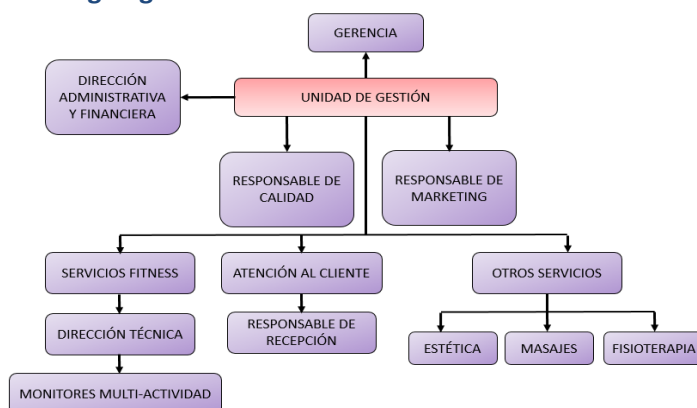 GERENCIA
DIRECCIÓN
ADMINISTRATIVA
Y FINANCIERA
UNIDAD DE GESTIÓN
RESPONSABLE DE
CALIDAD
RESPONSABLE DE
MARKETING
SERVICIOS FITNESS
ATENCIÓN AL CLIENTE
OTROS SERVICIOS
DIRECCIÓN TÉCNICA
RESPONSABLE DE
RECEPCIÓN
ESTÉTICA
MASAJES
FISIOTERAPIA
MONITORES MULTI-ACTIVIDAD